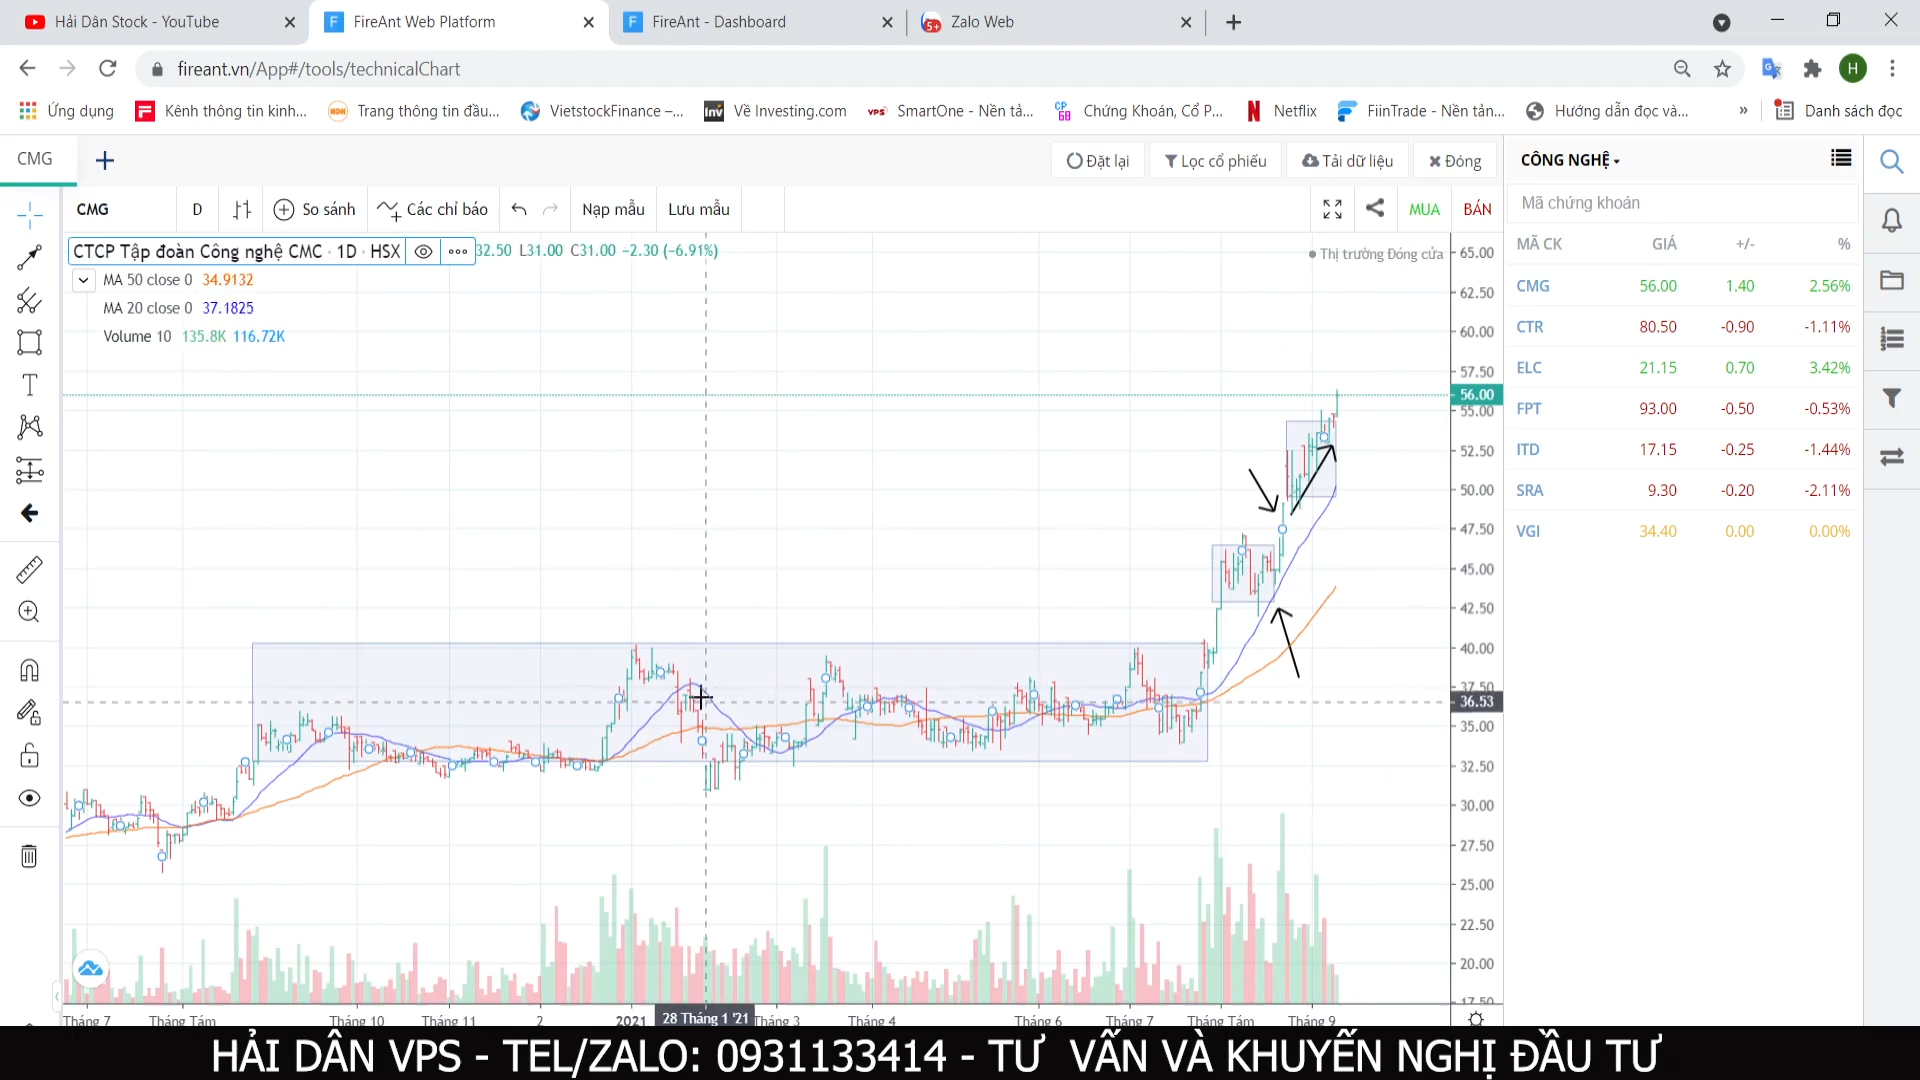 Hải Dân Stock - YouTube
FireAnt Web Platform
FireAnt - Dashboard
Zalo Web
fireant.vn/App#/tools/technicalChart
H
Ứng dụng
Kênh thông tin kinh...
Trang thông tin đầu...
VietstockFinance –...
Về Investing.com
SmartOne - Nền tả...
Chứng Khoán, Cổ P...
Netflix
FiinTrade - Nền tản...
Hướng dẫn đọc và...
»
Danh sách đọc
CMG
Đặt lại
Lọc cổ phiếu
Tải dữ liệu
Đóng
CÔNG NGHỆ
CMG
D
So sánh
Các chỉ báo
Nạp mẫu
Lưu mẫu
MUA
BÁN
Mã chứng khoán
CTCP Tập đoàn Công nghệ CMC · 1D · HSX
32.50 L31.00 C31.00 −2.30 (−6.91%)
Thị trường Đóng cửa
MA 50 close 0 34.9132
MA 20 close 0 37.1825
Volume 10 135.8K 116.72K
MÃ CK GIÁ +/- %
CMG 56.00 1.40 2.56%
CTR 80.50 -0.90 -1.11%
ELC 21.15 0.70 3.42%
FPT 93.00 -0.50 -0.53%
ITD 17.15 -0.25 -1.44%
SRA 9.30 -0.20 -2.11%
VGI 34.40 0.00 0.00%
65.00
62.50
60.00
57.50
56.00
55.00
52.50
50.00
47.50
45.00
42.50
40.00
37.50
36.53
35.00
32.50
30.00
27.50
25.00
22.50
20.00
17.50
Tháng 7
Tháng Tám
Tháng 10
Tháng 11
2
2021
28 Tháng 1 '21
Tháng 3
Tháng 4
Tháng 6
Tháng 7
Tháng Tám
Tháng 9
HẢI DÂN VPS - TEL/ZALO: 0931133414 - TƯ VẤN VÀ KHUYẾN NGHỊ ĐẦU TƯ